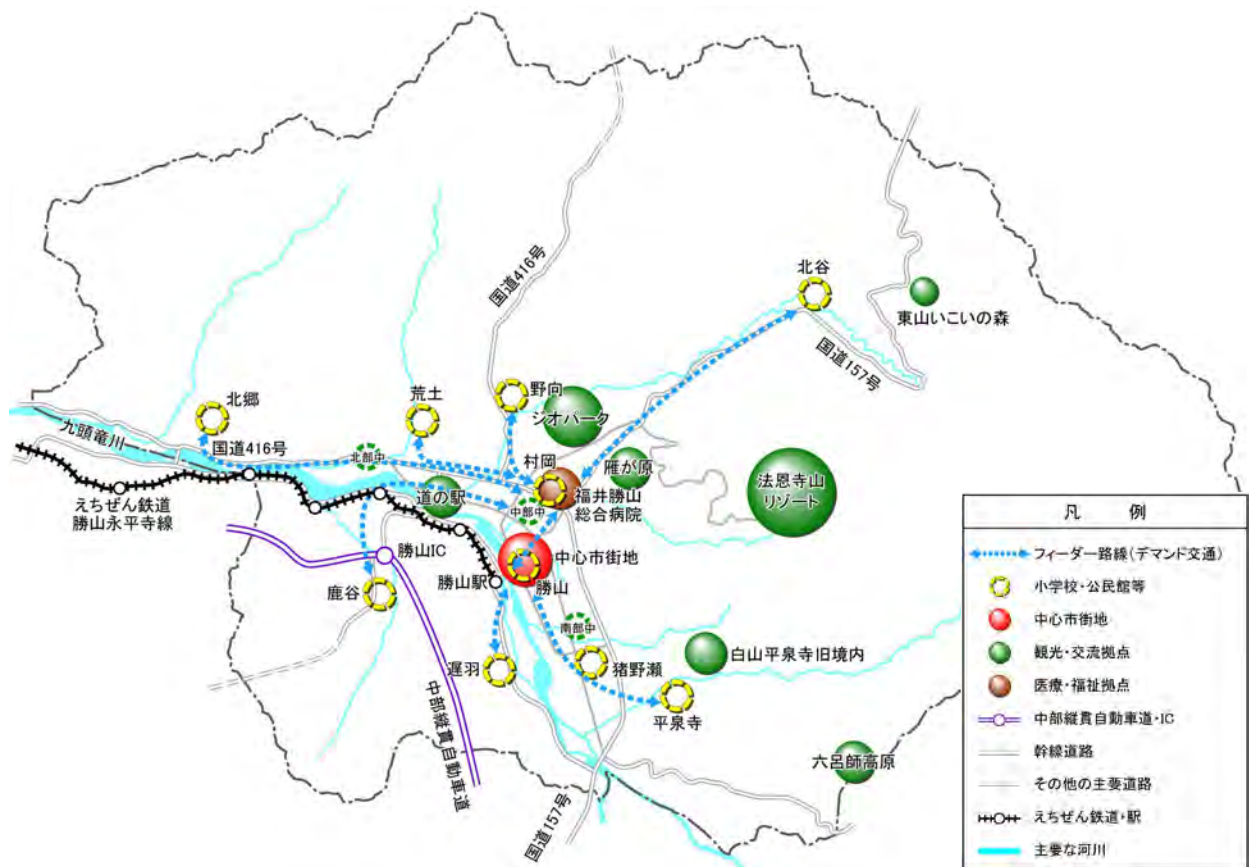 国道416号
北谷
東山いこいの森
国道157号
野向
ジオパーク
北郷
荒土
九頭竜川
国道416号
北部中
村岡
雁が原
法恩寺山
リゾート
えちぜん鉄道
勝山永平寺線
道の駅
中部中
福井勝山
総合病院
勝山IC
中心市街地
勝山駅
勝山
鹿谷
南部中
遅羽
猪野瀬
白山平泉寺旧境内
平泉寺
中部縦貫自動車道
六呂師高原
国道157号
凡 例
フィーダー路線(デマンド交通)
小学校・公民館等
中心市街地
観光・交流拠点
医療・福祉拠点
中部縦貫自動車道・IC
幹線道路
その他の主要道路
えちぜん鉄道・駅
主要な河川